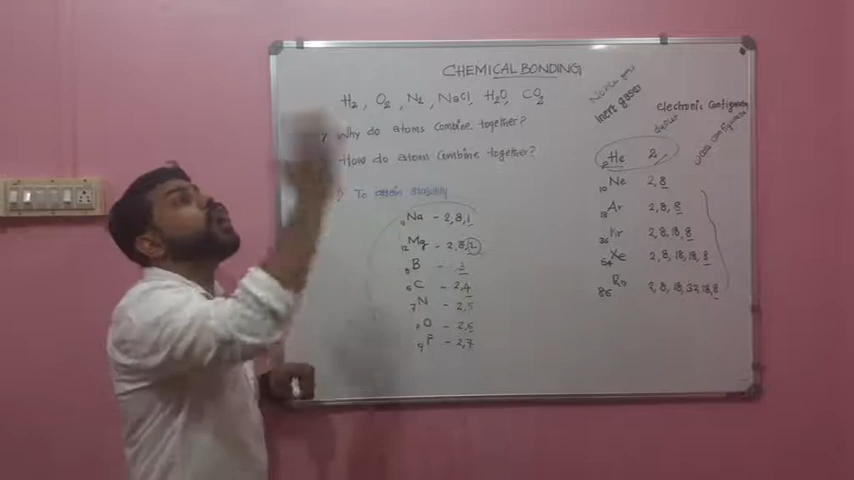 CHEMICAL BONDING
H₂, O₂, N₂, NaCl, H₂O CO₂
Why do atoms Combine together?
How do atoms Combine together?
To attain stability
₁₁Na - 2,8,1
₁₂Mg - 2,8,2
₅B - 3
₆C - 2,4
₇N - 2,5
O - 2,6
₉F - 2,7
inert gases
electronic Configuration
duplet
₂He 2,
₁₀Ne 2,8
₁₈Ar 2,8,8
₃₆Kr 2,8,18,8
₅₄Xe 2,8,18,18,8
₈₆Rn 2,8,18,32,18,8